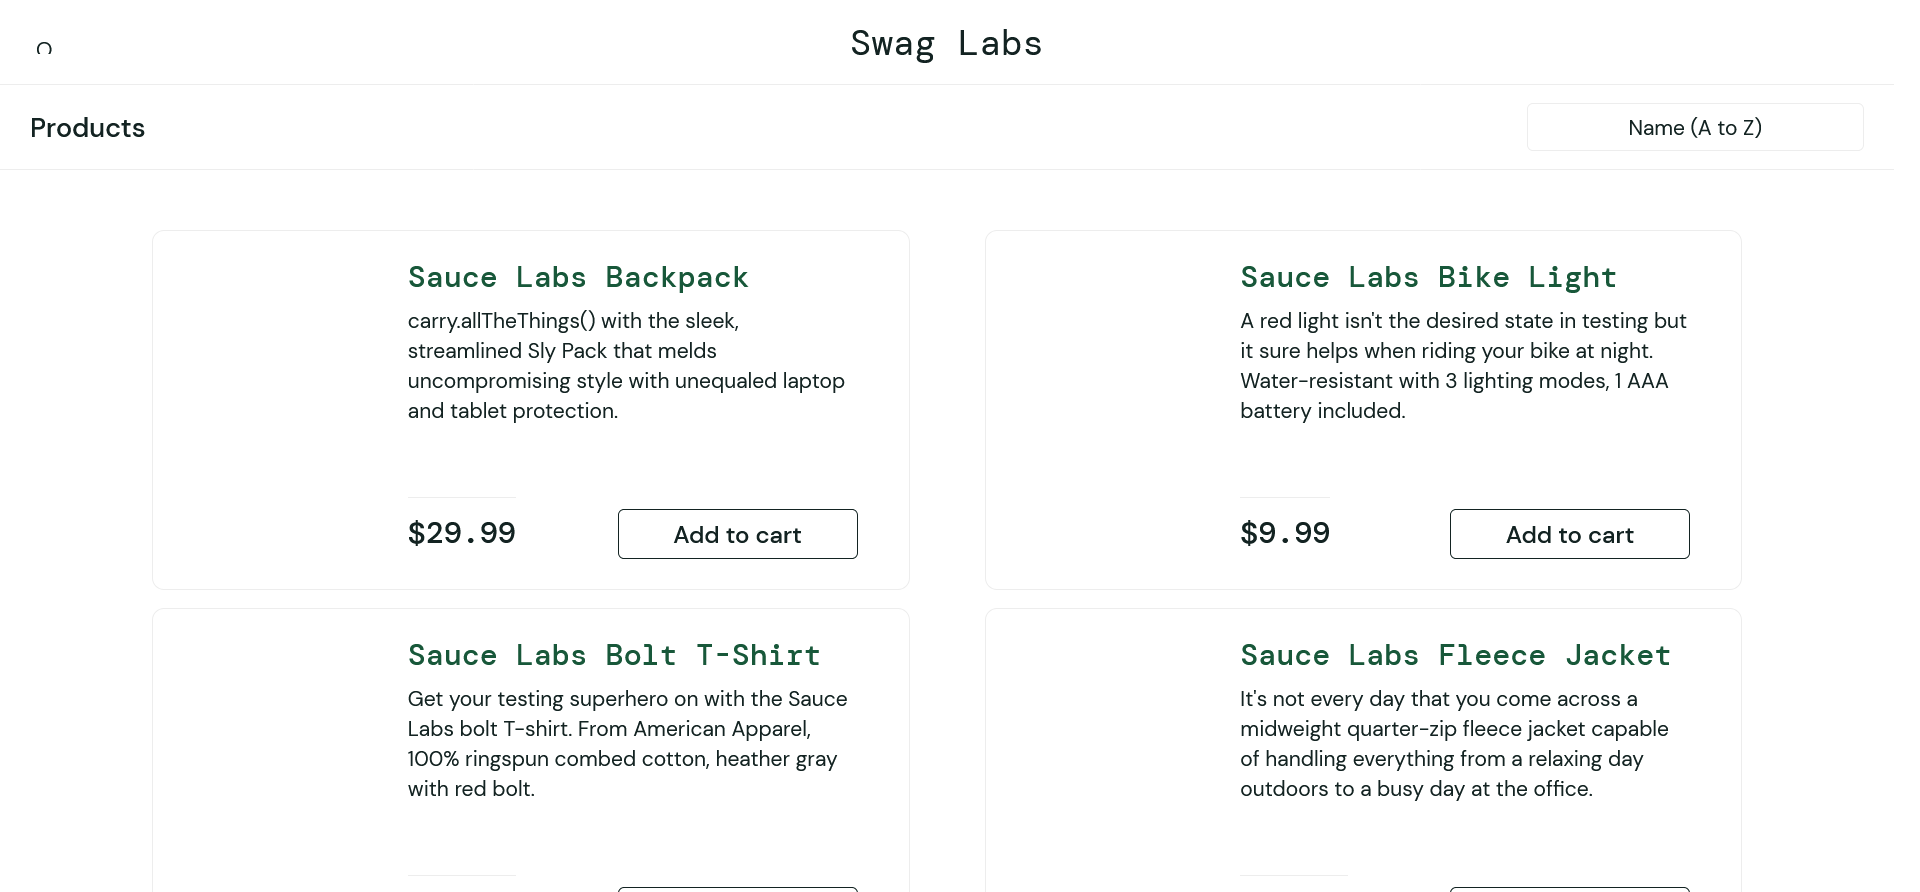 Swag Labs
Products
Name (A to Z)
Sauce Labs Backpack
carry.allTheThings() with the sleek,
streamlined Sly Pack that melds
uncompromising style with unequaled laptop
and tablet protection.
$29.99
Add to cart
Sauce Labs Bike Light
A red light isn't the desired state in testing but
it sure helps when riding your bike at night.
Water-resistant with 3 lighting modes, 1 AAA
battery included.
$9.99
Add to cart
Sauce Labs Bolt T-Shirt
Get your testing superhero on with the Sauce
Labs bolt T-shirt. From American Apparel,
100% ringspun combed cotton, heather gray
with red bolt.
Sauce Labs Fleece Jacket
It's not every day that you come across a
midweight quarter-zip fleece jacket capable
of handling everything from a relaxing day
outdoors to a busy day at the office.